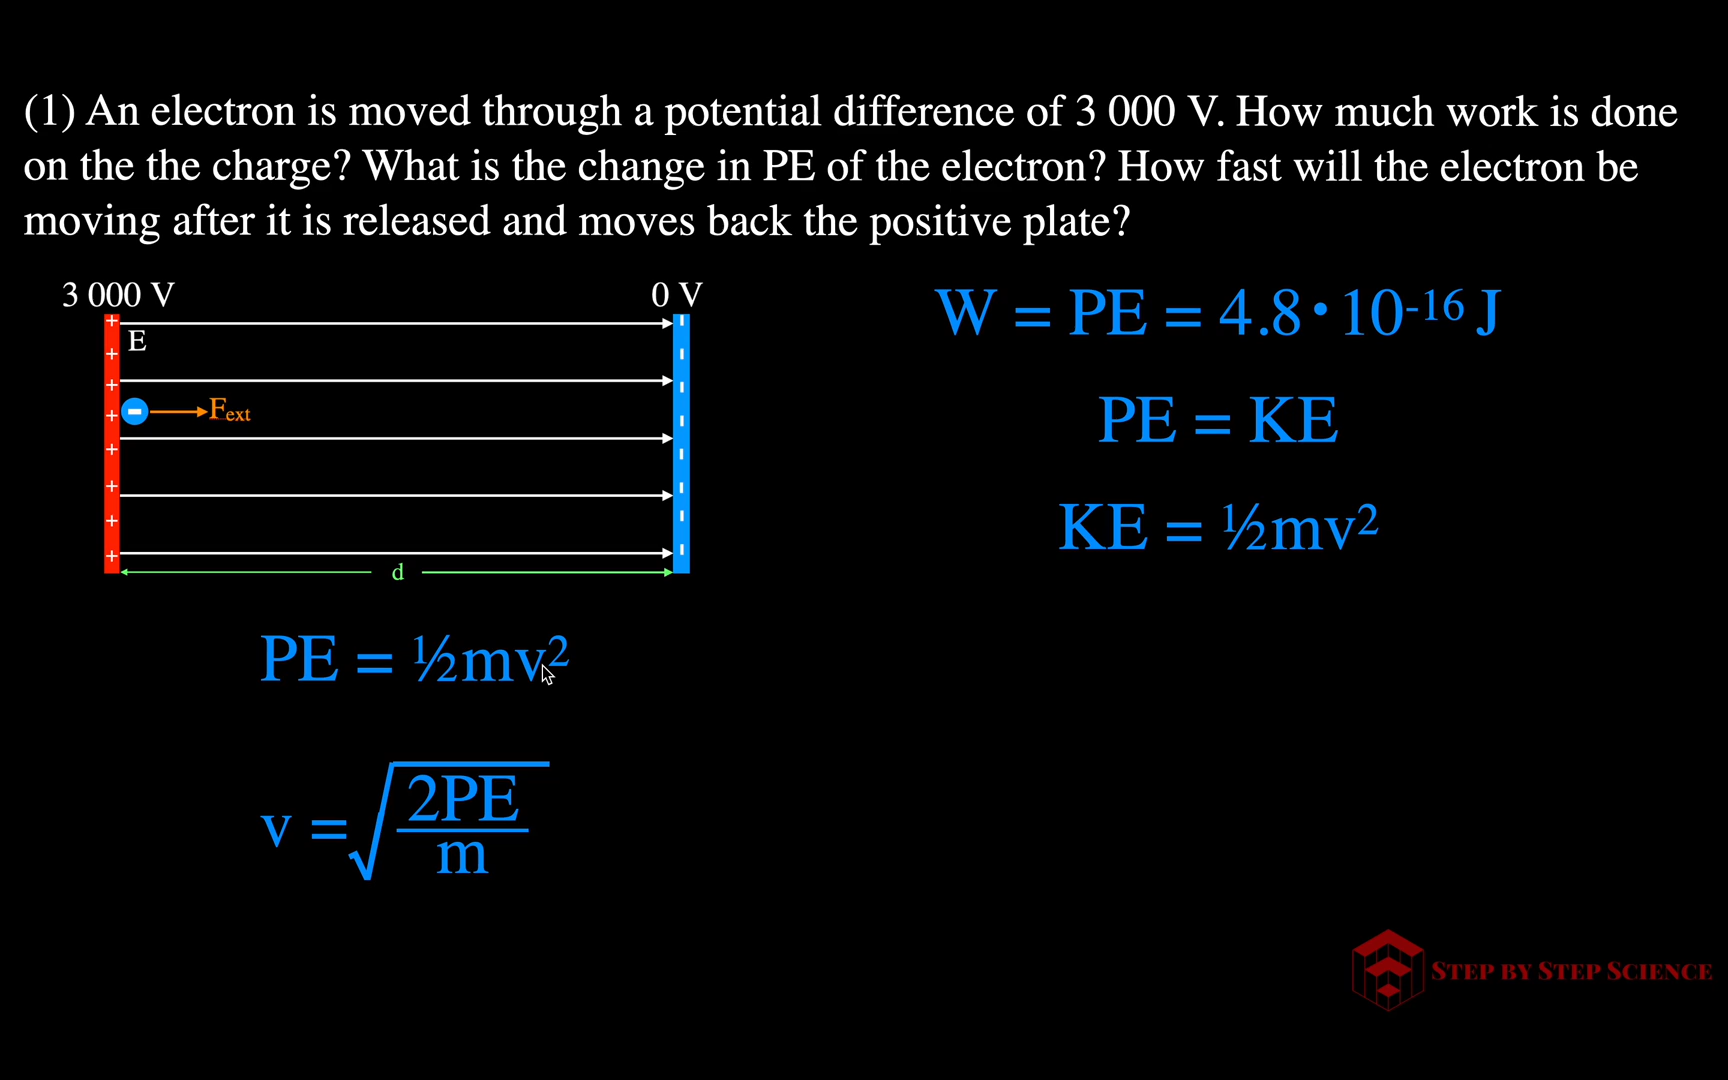 (1) An electron is moved through a potential difference of 3 000 V. How much work is done
on the the charge? What is the change in PE of the electron? How fast will the electron be
moving after it is released and moves back the positive plate?
3 000 V
0 V
E
F_ext
d
W = PE = 4.8 • 10⁻¹⁶ J
PE = KE
KE = ½mv²
PE = ½mv²
v = √(2PE/m)
STEP BY STEP SCIENCE